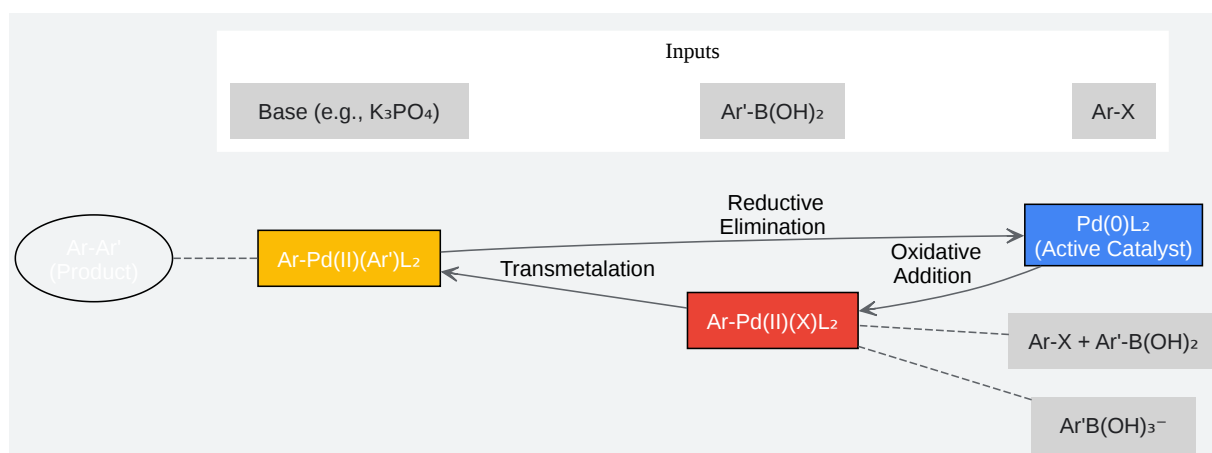 Inputs
Base (e.g., K₃PO₄)
Ar'-B(OH)₂
Ar-X
Reductive
Elimination
Pd(0)L₂
(Active Catalyst)
Ar-Ar'
(Product)
Ar-Pd(II)(Ar')L₂
Transmetalation
Oxidative
Addition
Ar-Pd(II)(X)L₂
Ar-X + Ar'-B(OH)₂
Ar'B(OH)₃⁻